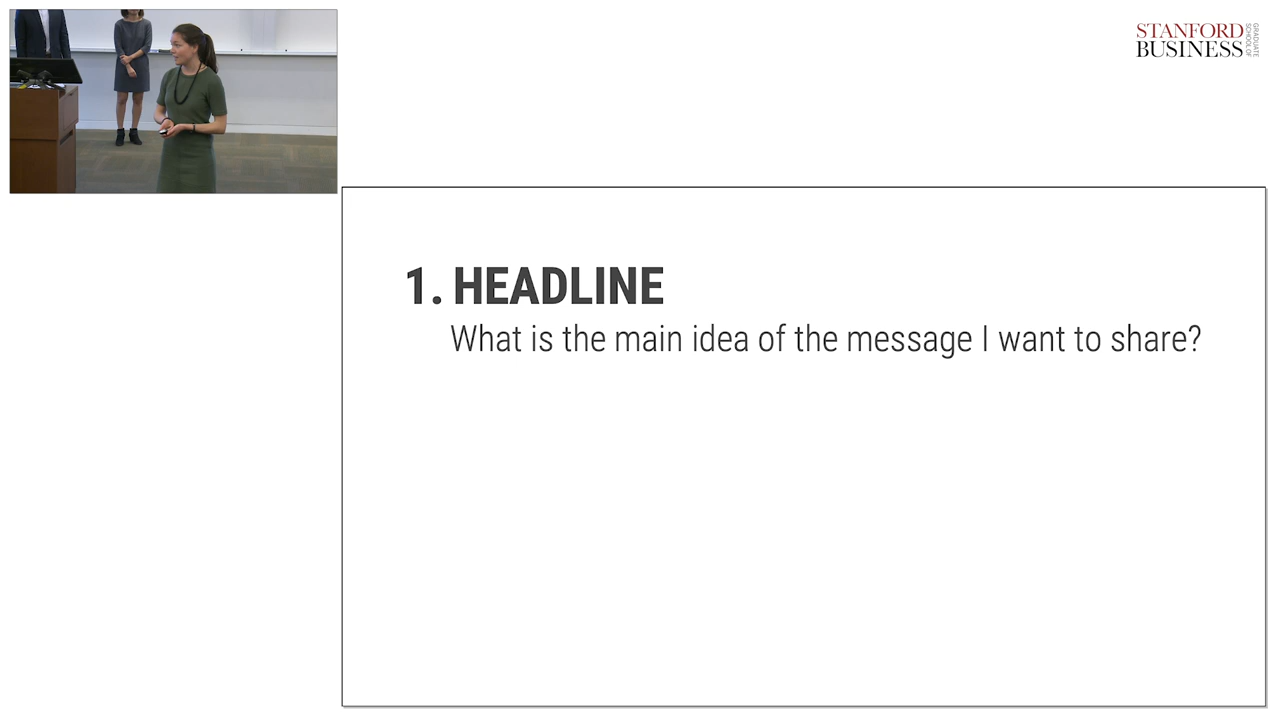 STANFORD
BUSINESS
GRADUATE
SCHOOL OF
1. HEADLINE
What is the main idea of the message I want to share?